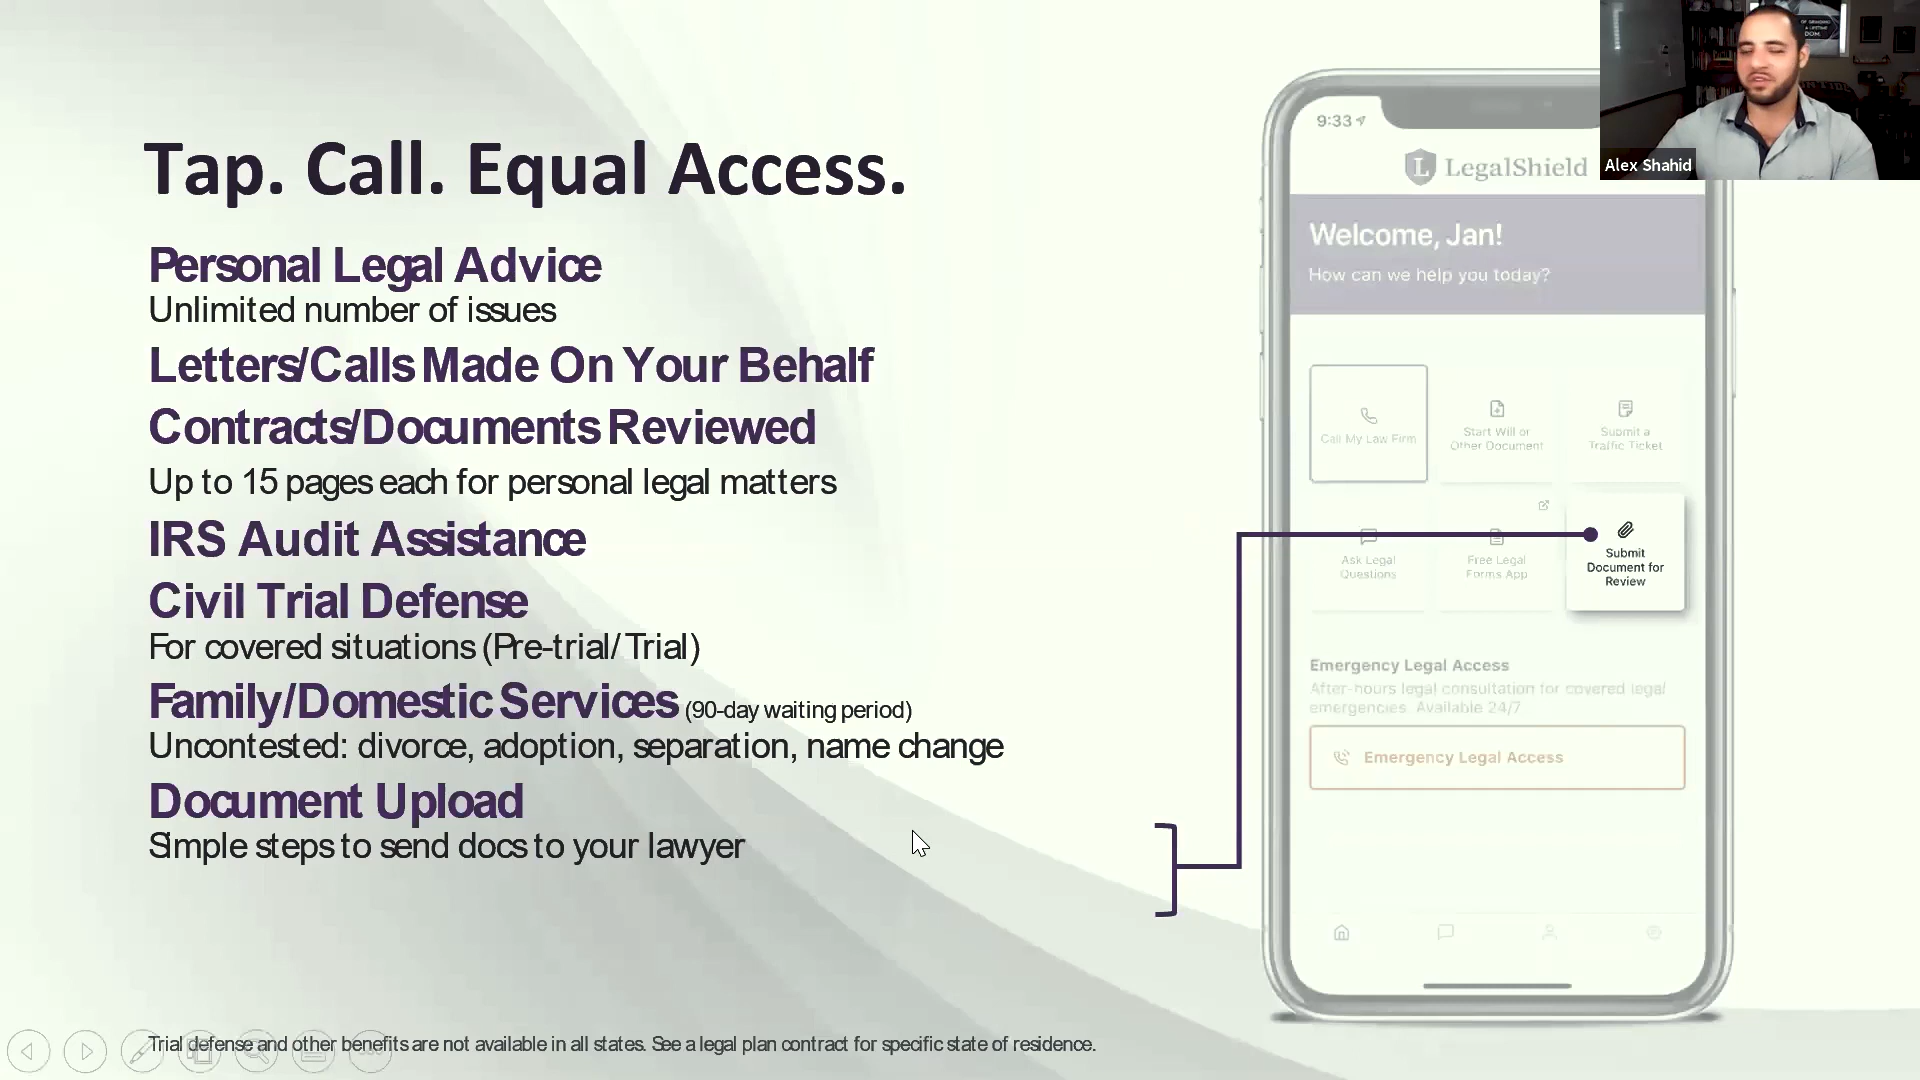 Tap. Call. Equal Access.
Personal Legal Advice
Unlimited number of issues
Letters/Calls Made On Your Behalf
Contracts/Documents Reviewed
Up to 15 pages each for personal legal matters
IRS Audit Assistance
Civil Trial Defense
For covered situations (Pre-trial/Trial)
Family/Domestic Services (90-day waiting period)
Uncontested: divorce, adoption, separation, name change
Document Upload
Simple steps to send docs to your lawyer
Trial defense and other benefits are not available in all states. See a legal plan contract for specific state of residence.
9:33
L LegalShield
Welcome, Jan!
How can we help you today?
Call My Law Firm
Start Will or
Other Document
Submit a
Traffic Ticket
Ask Legal
Questions
Free Legal
Forms App
Submit
Document for
Review
Emergency Legal Access
After-hours legal consultation for covered legal
emergencies. Available 24/7
Emergency Legal Access
Alex Shahid